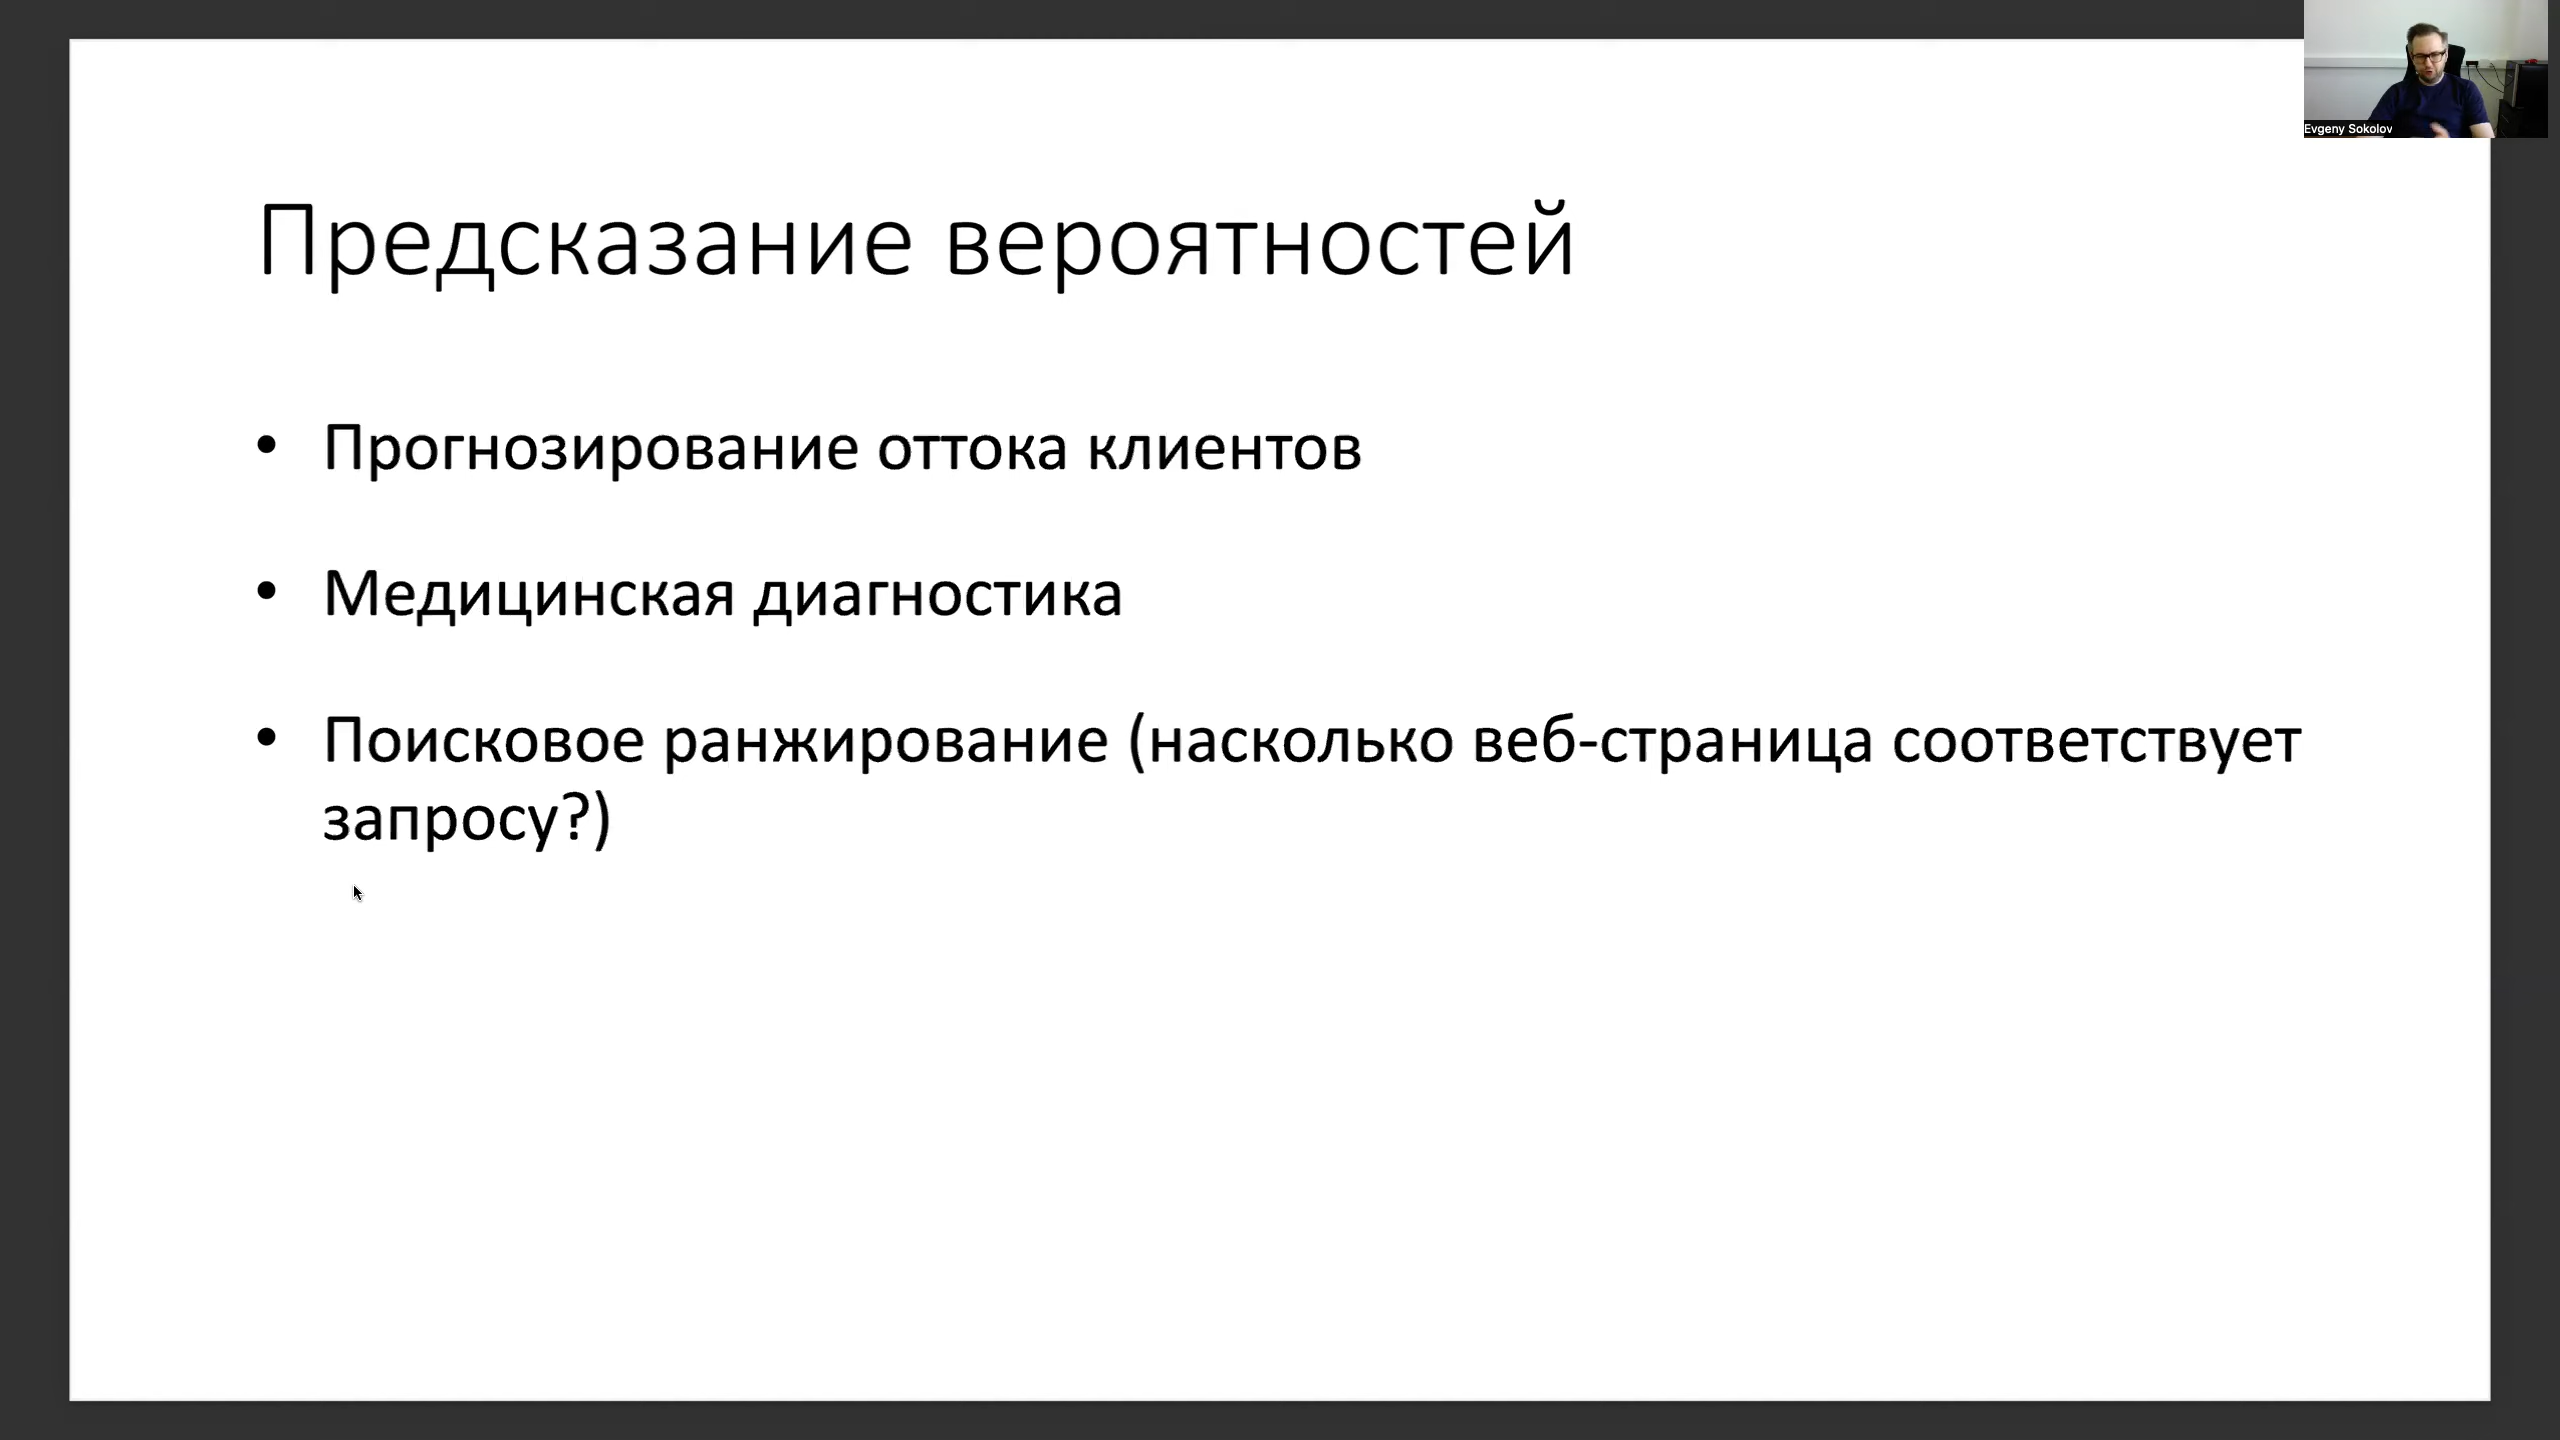 Evgeny Sokolov
Предсказание вероятностей
• Прогнозирование оттока клиентов
• Медицинская диагностика
• Поисковое ранжирование (насколько веб-страница соответствует
запросу?)